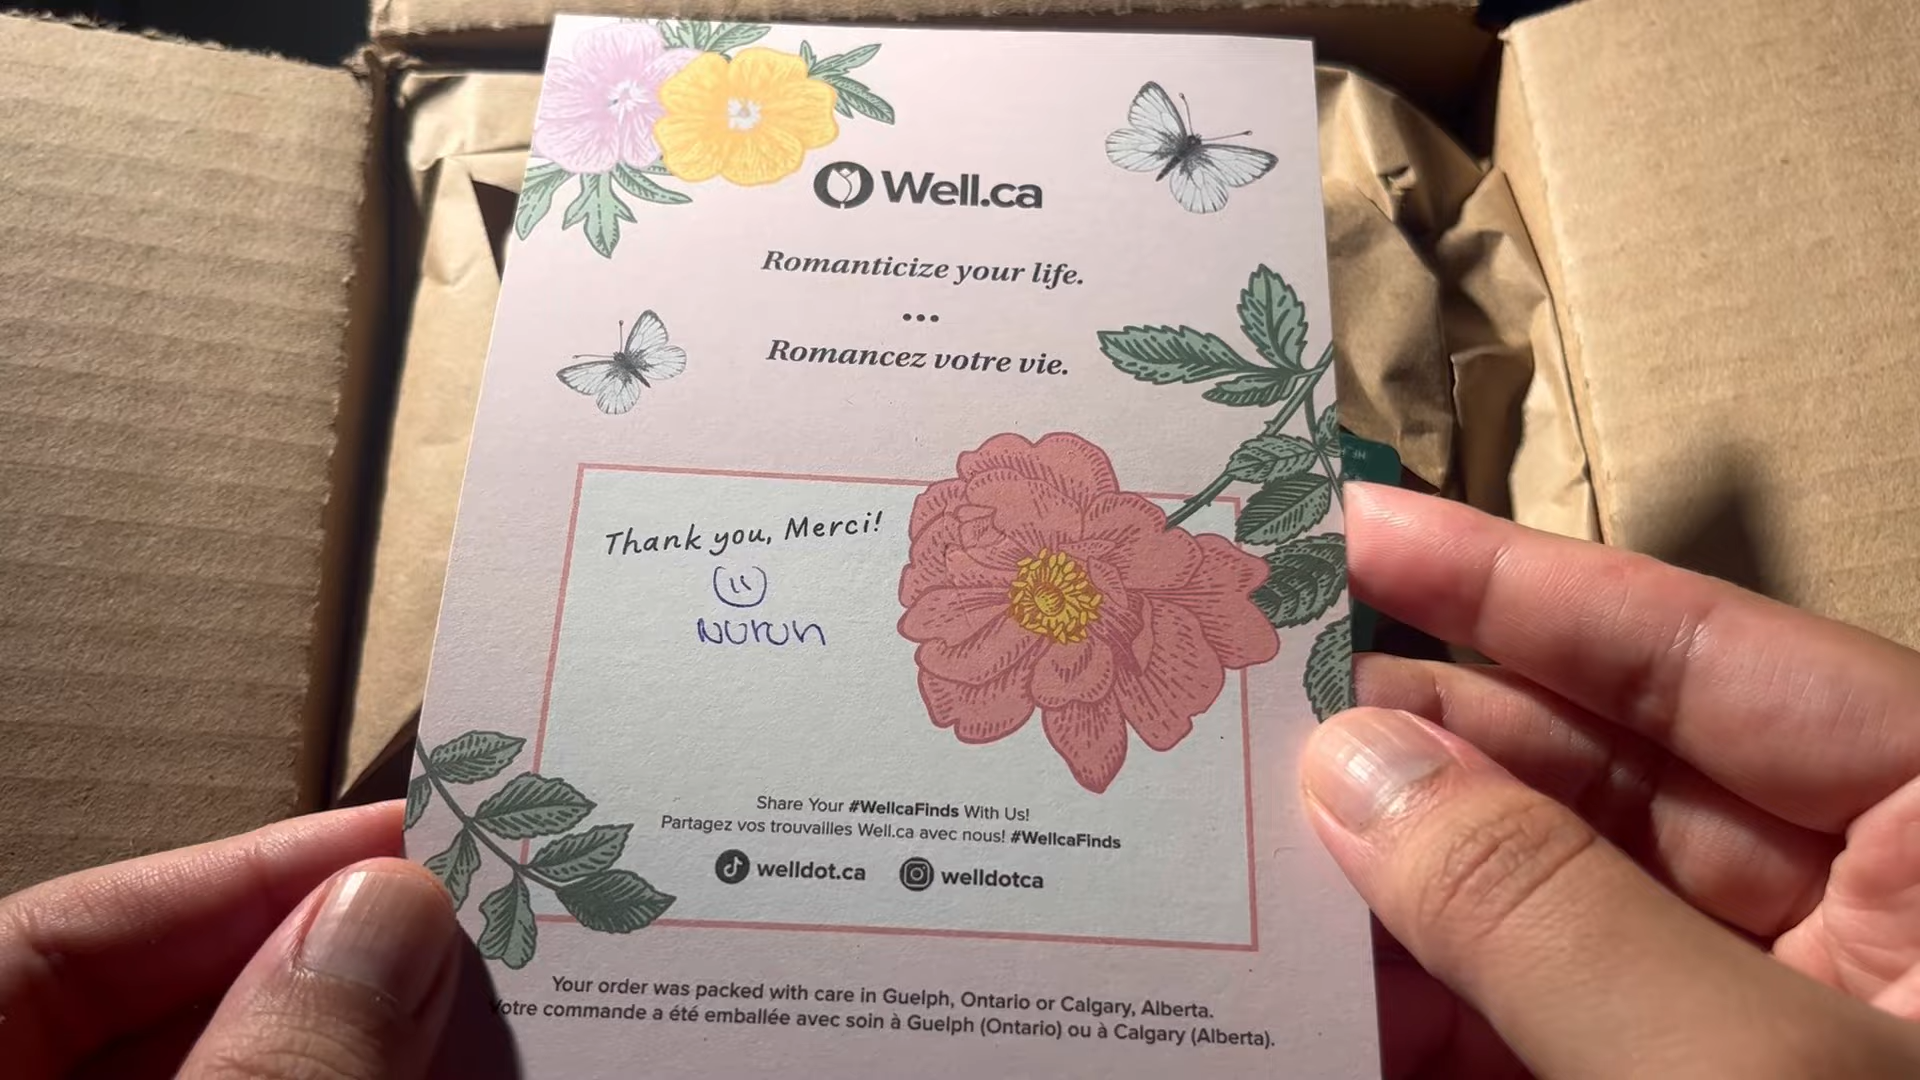 Well.ca
Romanticize your life.
•••
Romancez votre vie.
Thank you, Merci!
Nurun
Share Your #WellcaFinds With Us!
Partagez vos trouvailles Well.ca avec nous! #WellcaFinds
welldot.ca welldotca
Your order was packed with care in Guelph, Ontario or Calgary, Alberta.
Votre commande a été emballée avec soin à Guelph (Ontario) ou à Calgary (Alberta).